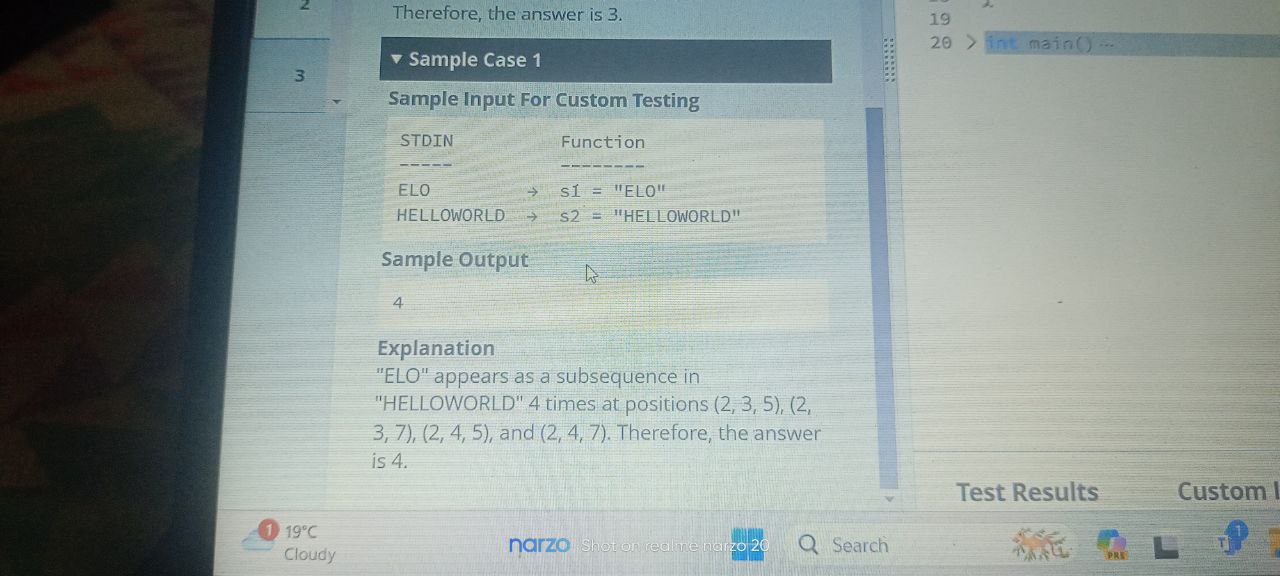 2
Therefore, the answer is 3.
3
▼ Sample Case 1
Sample Input For Custom Testing
STDIN Function
----- --------
ELO → s1 = "ELO"
HELLOWORLD → s2 = "HELLOWORLD"
Sample Output
4
Explanation
"ELO" appears as a subsequence in
"HELLOWORLD" 4 times at positions (2, 3, 5), (2,
3, 7), (2, 4, 5), and (2, 4, 7). Therefore, the answer
is 4.
19
20 > int main() ···
Test Results Custom I
1
19°C
Cloudy
narzo Shot on realme narzo 20
Search
PRE
1